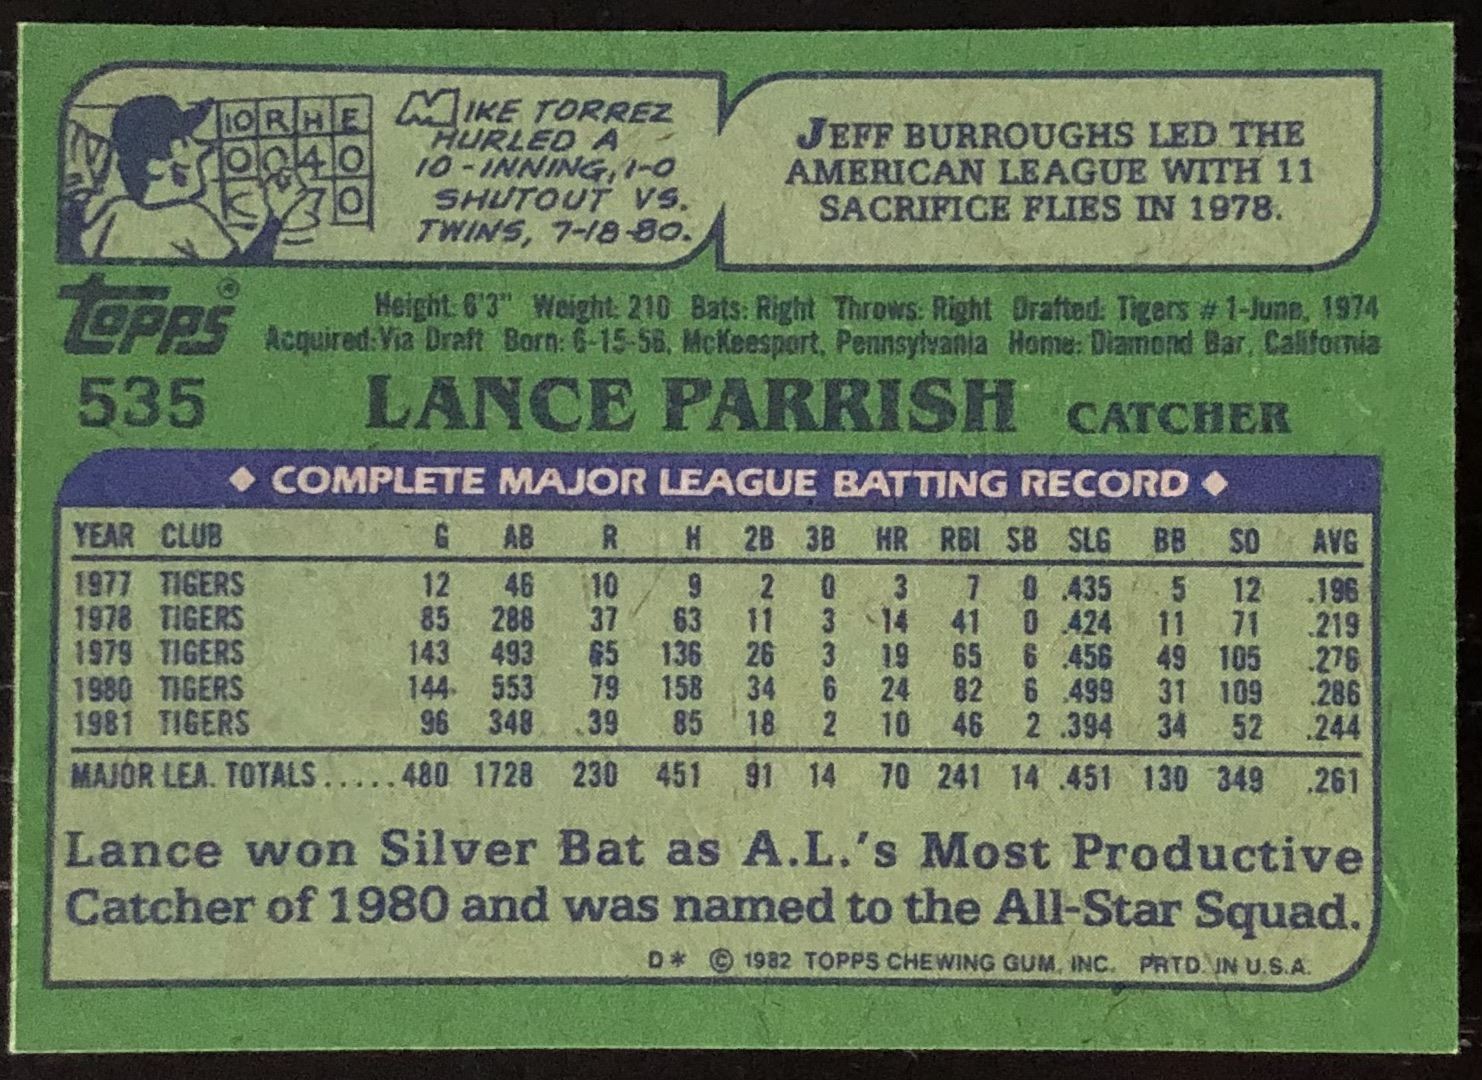 10 R H E
0 0 4 0
7 0
MIKE TORREZ
HURLED A
10-INNING, 1-0
SHUTOUT VS.
TWINS, 7-18-80.
JEFF BURROUGHS LED THE
AMERICAN LEAGUE WITH 11
SACRIFICE FLIES IN 1978.
TOPPS®
Height: 6'3" Weight: 210 Bats: Right Throws: Right Drafted: Tigers #1-June, 1974
Acquired: Via Draft Born: 6-15-56, McKeesport, Pennsylvania Home: Diamond Bar, California
535 LANCE PARRISH CATCHER
◆ COMPLETE MAJOR LEAGUE BATTING RECORD ◆
YEAR CLUB G AB R H 2B 3B HR RBI SB SLG BB SO AVG
1977 TIGERS 12 46 10 9 2 0 3 7 0 .435 5 12 .196
1978 TIGERS 85 288 37 63 11 3 14 41 0 .424 11 71 .219
1979 TIGERS 143 493 65 136 26 3 19 65 6 .456 49 105 .276
1980 TIGERS 144 553 79 158 34 6 24 82 6 .499 31 109 .286
1981 TIGERS 96 348 39 85 18 2 10 46 2 .394 34 52 .244
MAJOR LEA. TOTALS.....480 1728 230 451 91 14 70 241 14 .451 130 349 .261
Lance won Silver Bat as A.L.'s Most Productive
Catcher of 1980 and was named to the All-Star Squad.
D* © 1982 TOPPS CHEWING GUM, INC. PRTD. IN U.S.A.